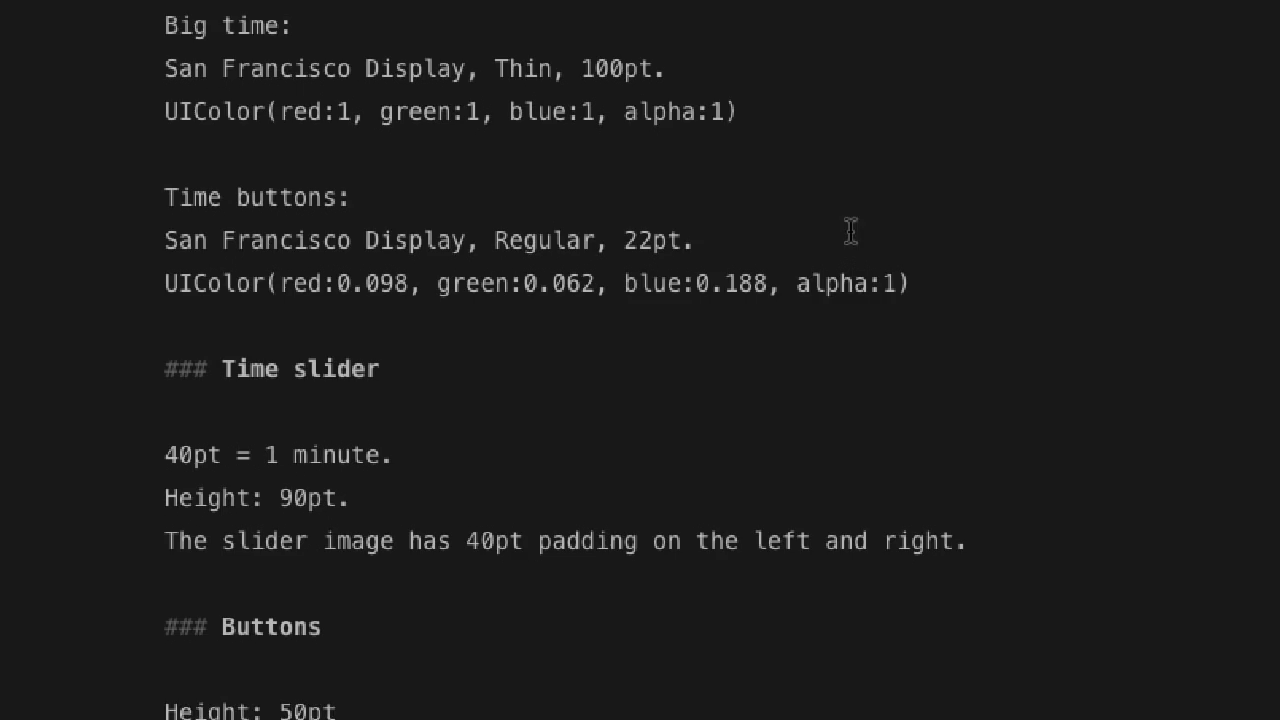 Big time:
San Francisco Display, Thin, 100pt.
UIColor(red:1, green:1, blue:1, alpha:1)
Time buttons:
San Francisco Display, Regular, 22pt.
UIColor(red:0.098, green:0.062, blue:0.188, alpha:1)
### Time slider
40pt = 1 minute.
Height: 90pt.
The slider image has 40pt padding on the left and right.
### Buttons
Height: 50pt